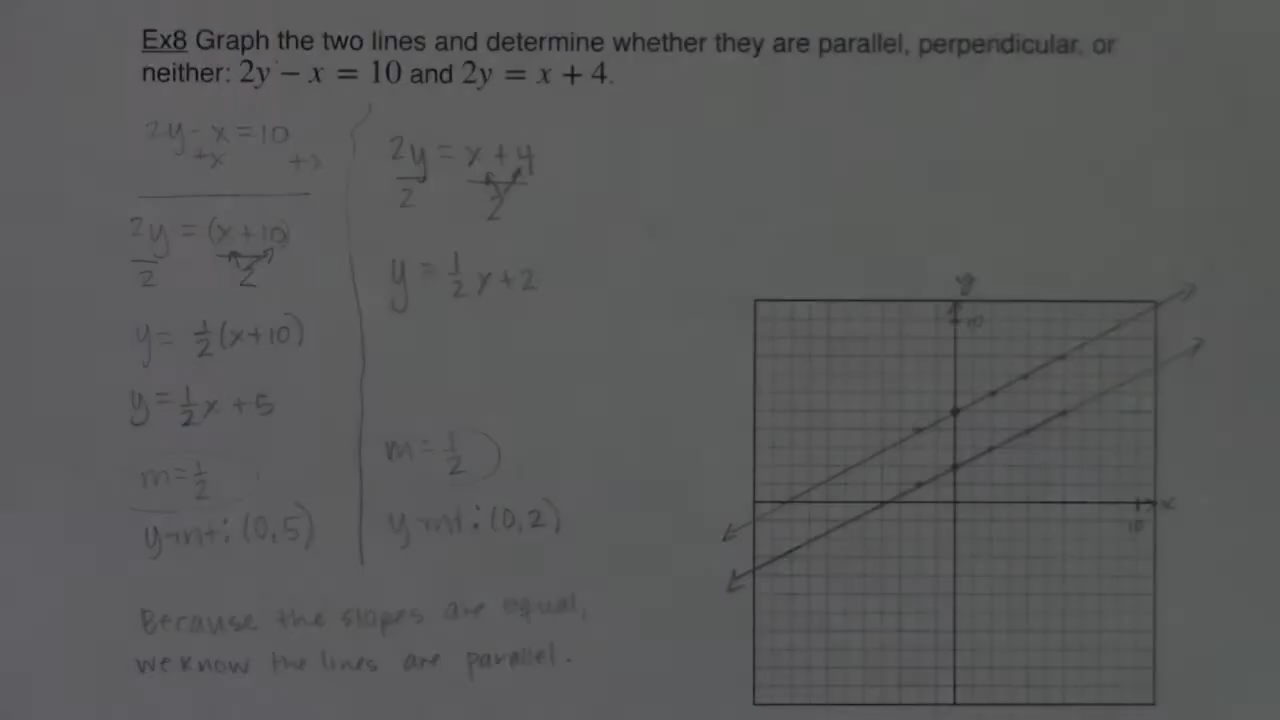 Ex8 Graph the two lines and determine whether they are parallel, perpendicular, or
neither: 2y − x = 10 and 2y = x + 4.
2y - x = 10
+x +x
2y = (x + 10)
2 2
y = 1/2 (x+10)
y = 1/2 x + 5
m = 1/2
y-int: (0,5)
2y = x + 4
2 2
y = 1/2 x + 2
m = 1/2
y-int: (0,2)
Because the slopes are equal,
we know the lines are parallel.
y
10
x
10